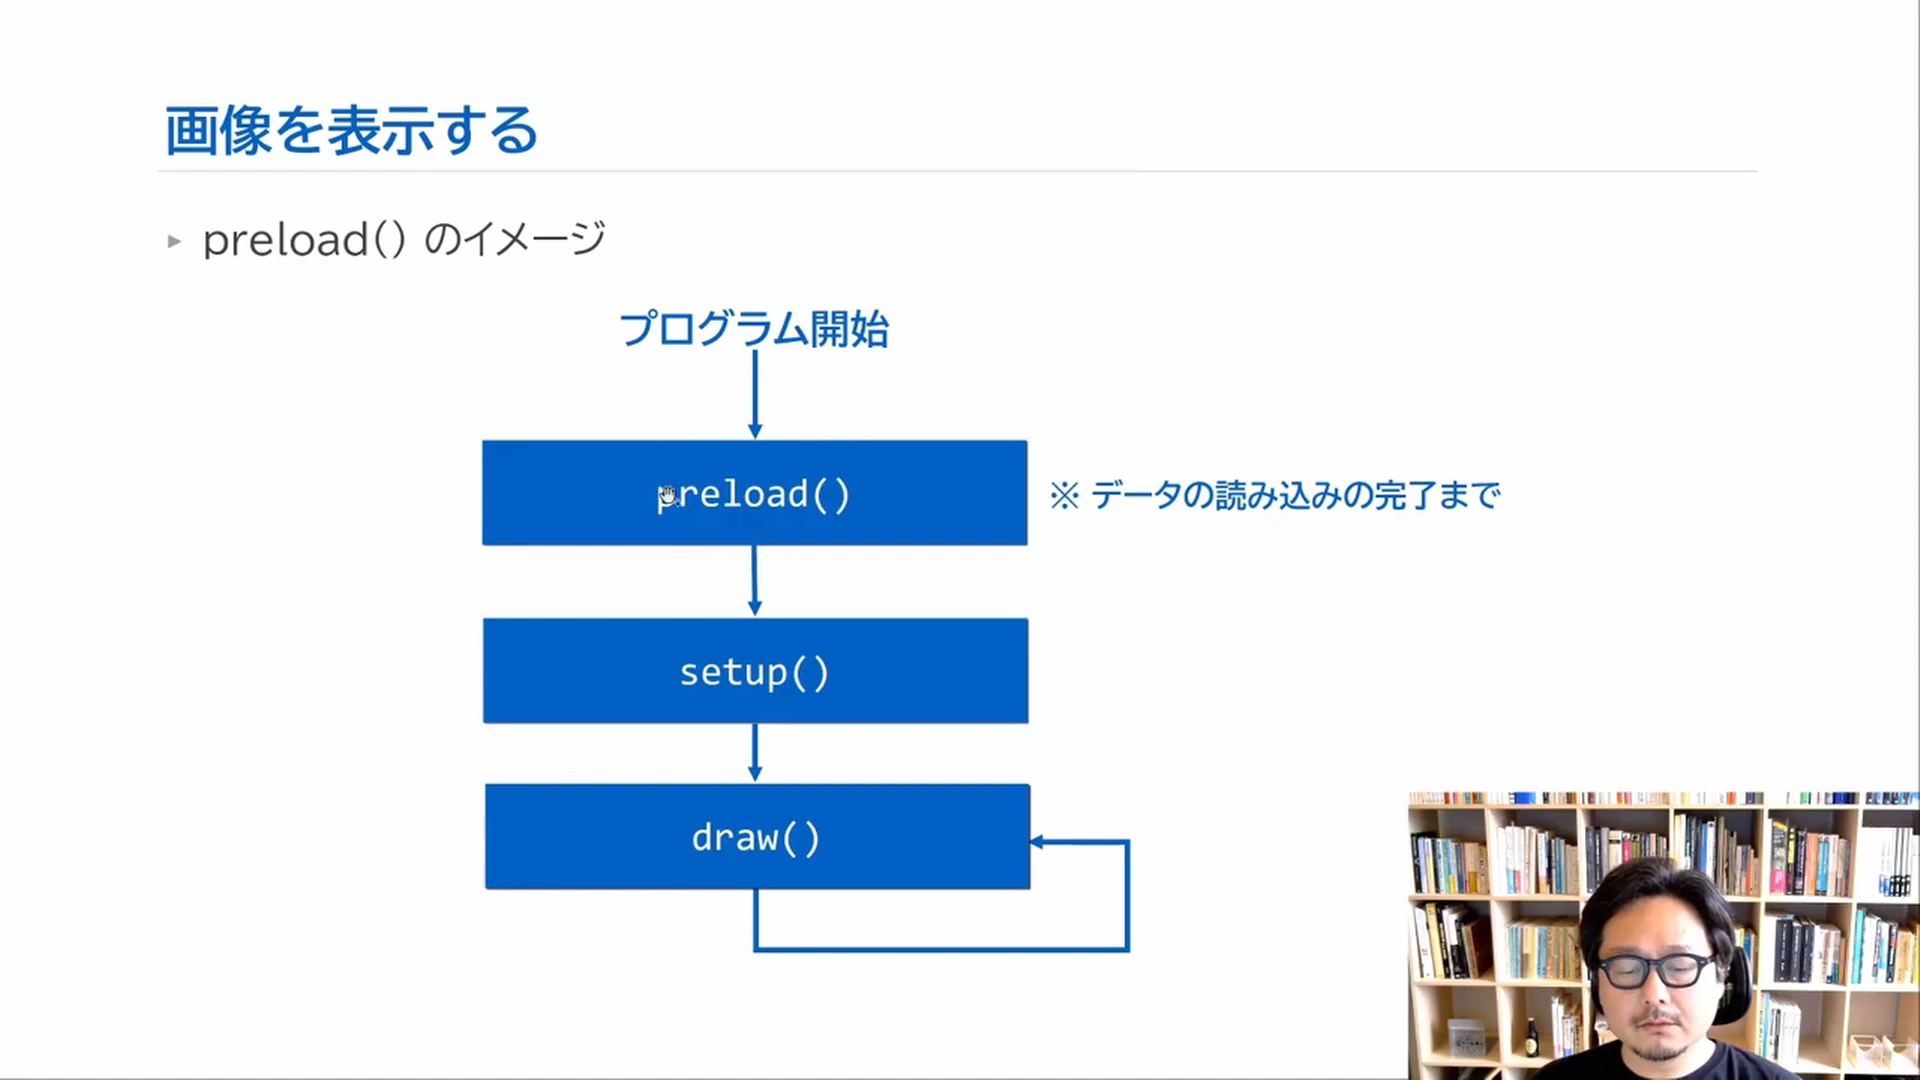 画像を表示する
preload() のイメージ
プログラム開始
preload()
※ データの読み込みの完了まで
setup()
draw()